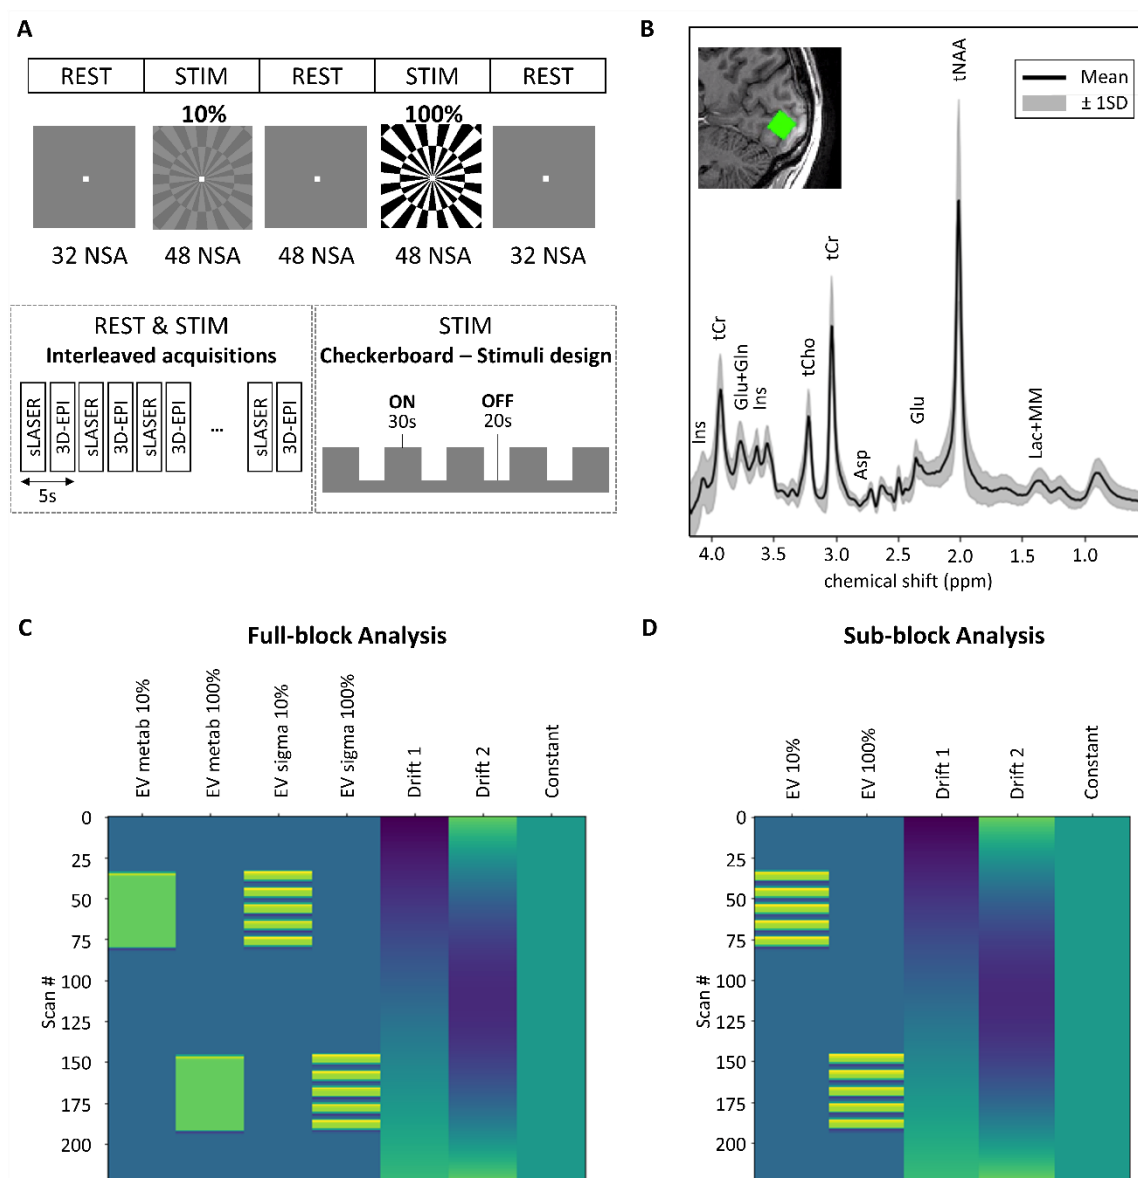 A
REST STIM REST STIM REST
10% 100%
32 NSA 48 NSA 48 NSA 48 NSA 32 NSA
REST & STIM
Interleaved acquisitions
sLASER 3D-EPI sLASER 3D-EPI sLASER 3D-EPI ... sLASER 3D-EPI
5s
STIM
Checkerboard – Stimuli design
ON OFF
30s 20s
B
Mean
± 1SD
Ins
tCr
Glu+Gln
Ins
tCho
tCr
Asp
Glu
tNAA
Lac+MM
4.0 3.5 3.0 2.5 2.0 1.5 1.0
chemical shift (ppm)
C
Full-block Analysis
EV metab 10%
EV metab 100%
EV sigma 10%
EV sigma 100%
Drift 1
Drift 2
Constant
0
25
50
75
100
125
150
175
200
Scan #
D
Sub-block Analysis
EV 10%
EV 100%
Drift 1
Drift 2
Constant
0
25
50
75
100
125
150
175
200
Scan #